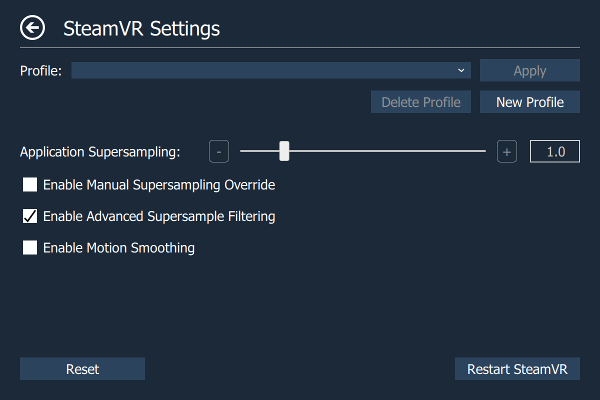 SteamVR Settings
Profile: Apply
Delete Profile New Profile
Application Supersampling: - + 1.0
Enable Manual Supersampling Override
Enable Advanced Supersample Filtering
Enable Motion Smoothing
Reset Restart SteamVR